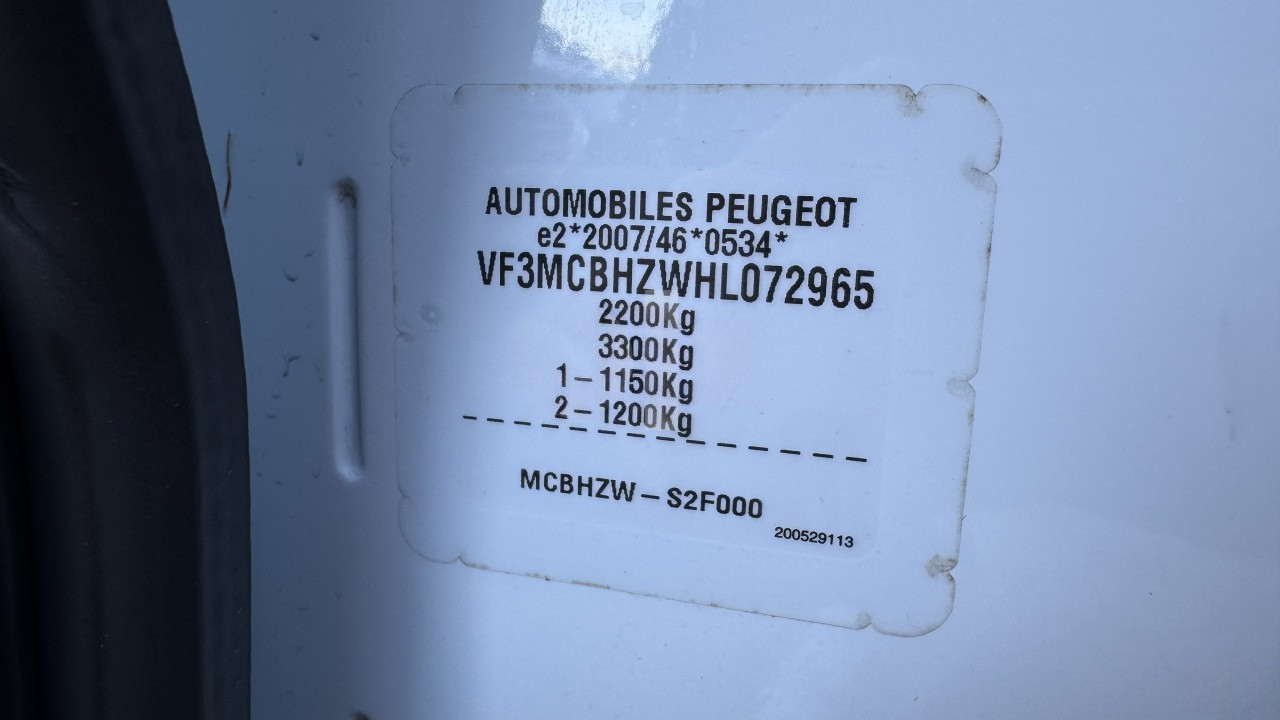 AUTOMOBILES PEUGEOT
e2*2007/46*0534*
VF3MCBHZWHL072965
2200Kg
3300Kg
1-1150Kg
2-1200Kg
MCBHZW-S2F000
200529113